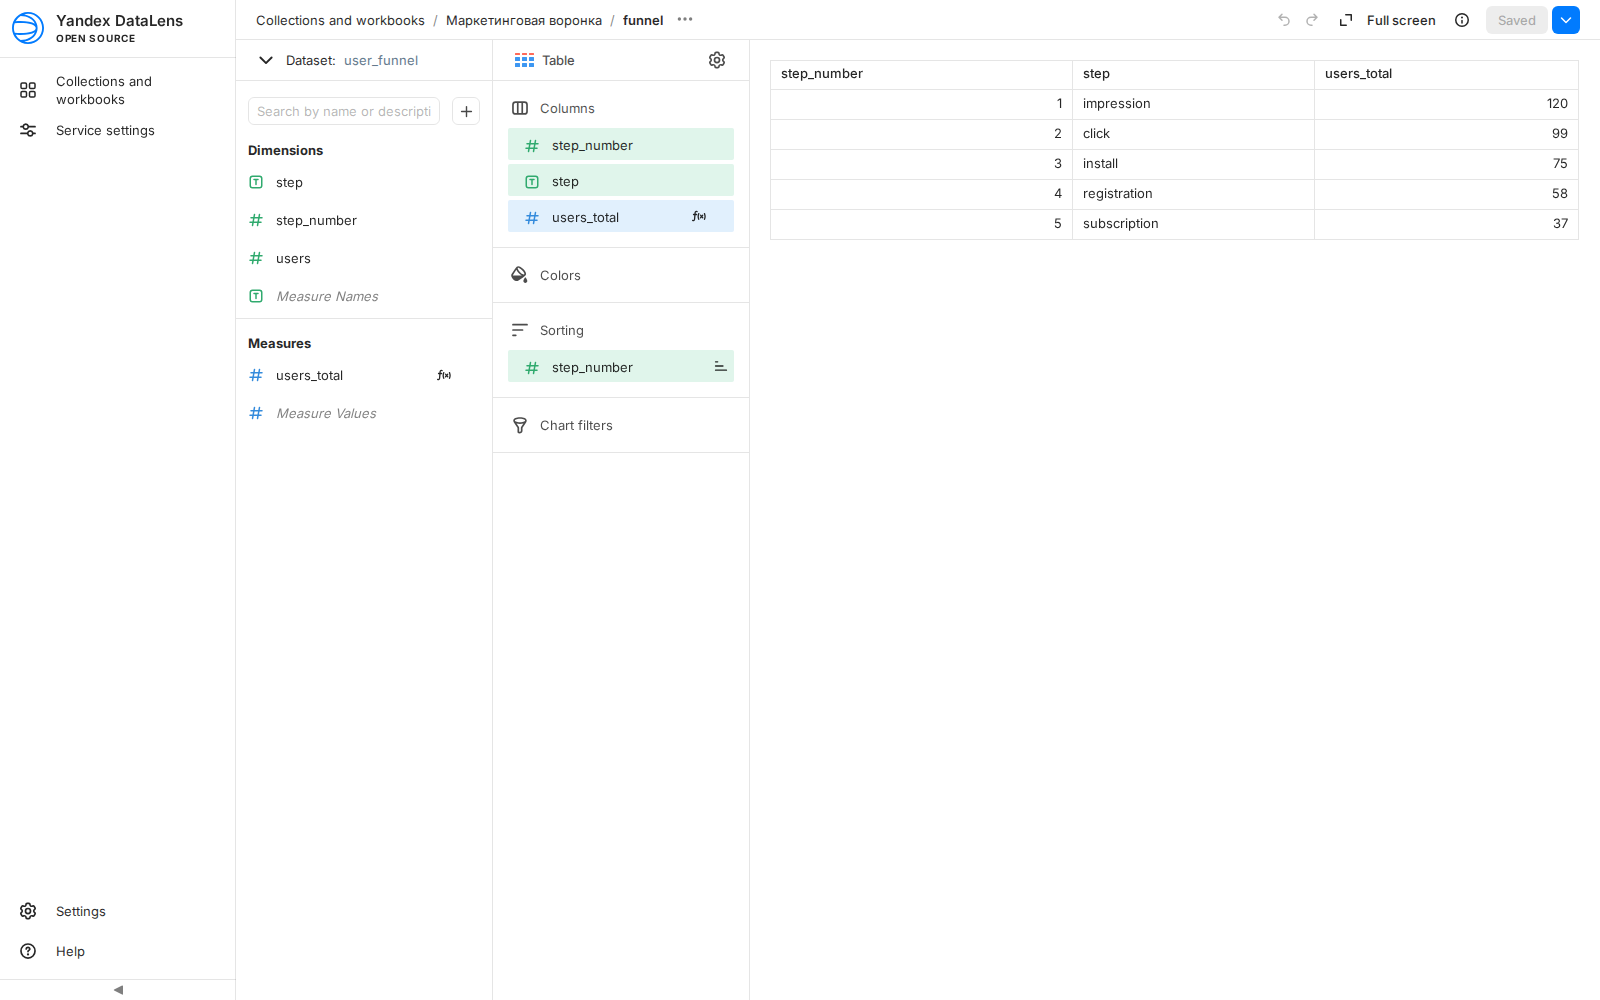 Yandex DataLens
OPEN SOURCE
Collections and
workbooks
Service settings
Settings
Help
Collections and workbooks / Маркетинговая воронка / funnel
Full screen
Saved
Dataset: user_funnel
Search by name or descripti
Dimensions
step
step_number
users
Measure Names
Measures
users_total
Measure Values
Table
Columns
step_number
step
users_total
Colors
Sorting
step_number
Chart filters
step_number step users_total
1 impression 120
2 click 99
3 install 75
4 registration 58
5 subscription 37